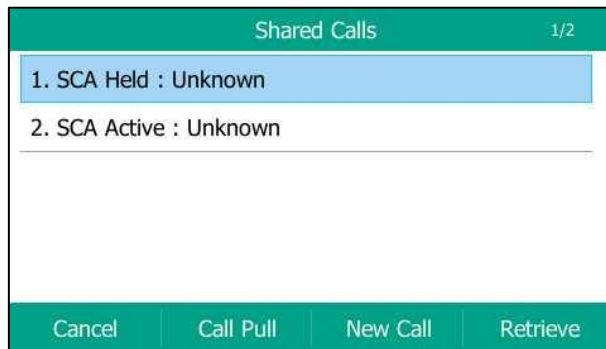 Shared Calls 1/2
1. SCA Held : Unknown
2. SCA Active : Unknown
Cancel Call Pull New Call Retrieve